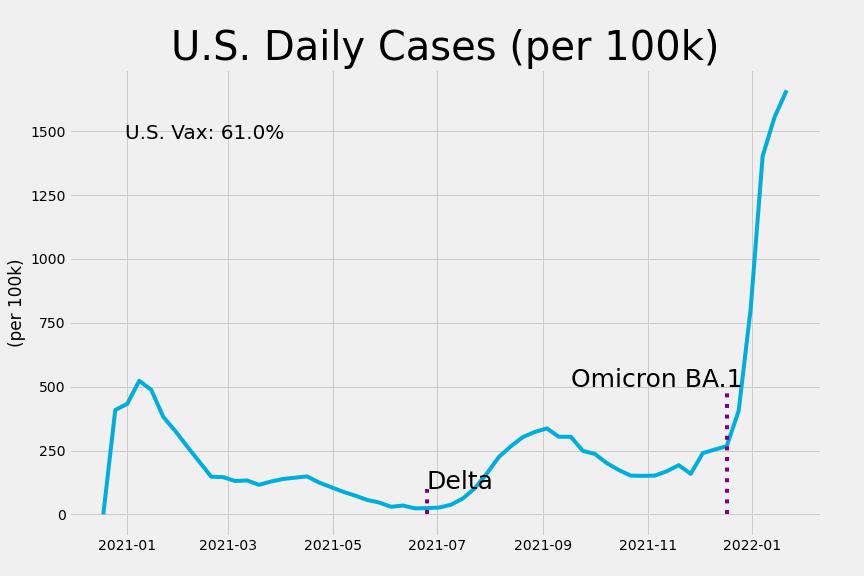 U.S. Daily Cases (per 100k)
U.S. Vax: 61.0%
(per 100k)
1500
1250
1000
750
500
250
0
Omicron BA.1
Delta
2021-01
2021-03
2021-05
2021-07
2021-09
2021-11
2022-01